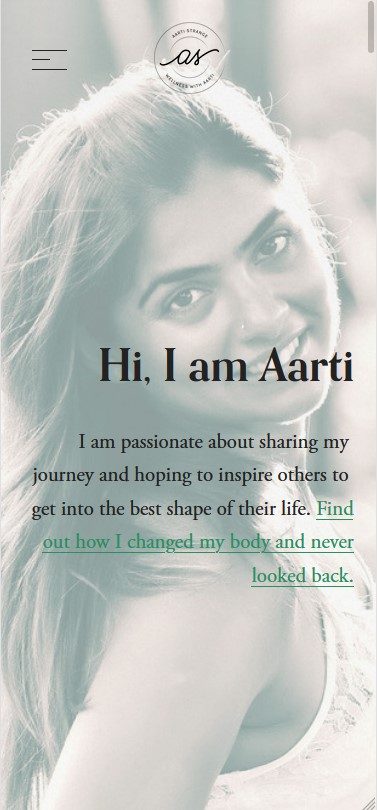 AARTI STRANGE
as
WELLNESS WITH AARTI
Hi, I am Aarti
I am passionate about sharing my
journey and hoping to inspire others to
get into the best shape of their life. Find
out how I changed my body and never
looked back.